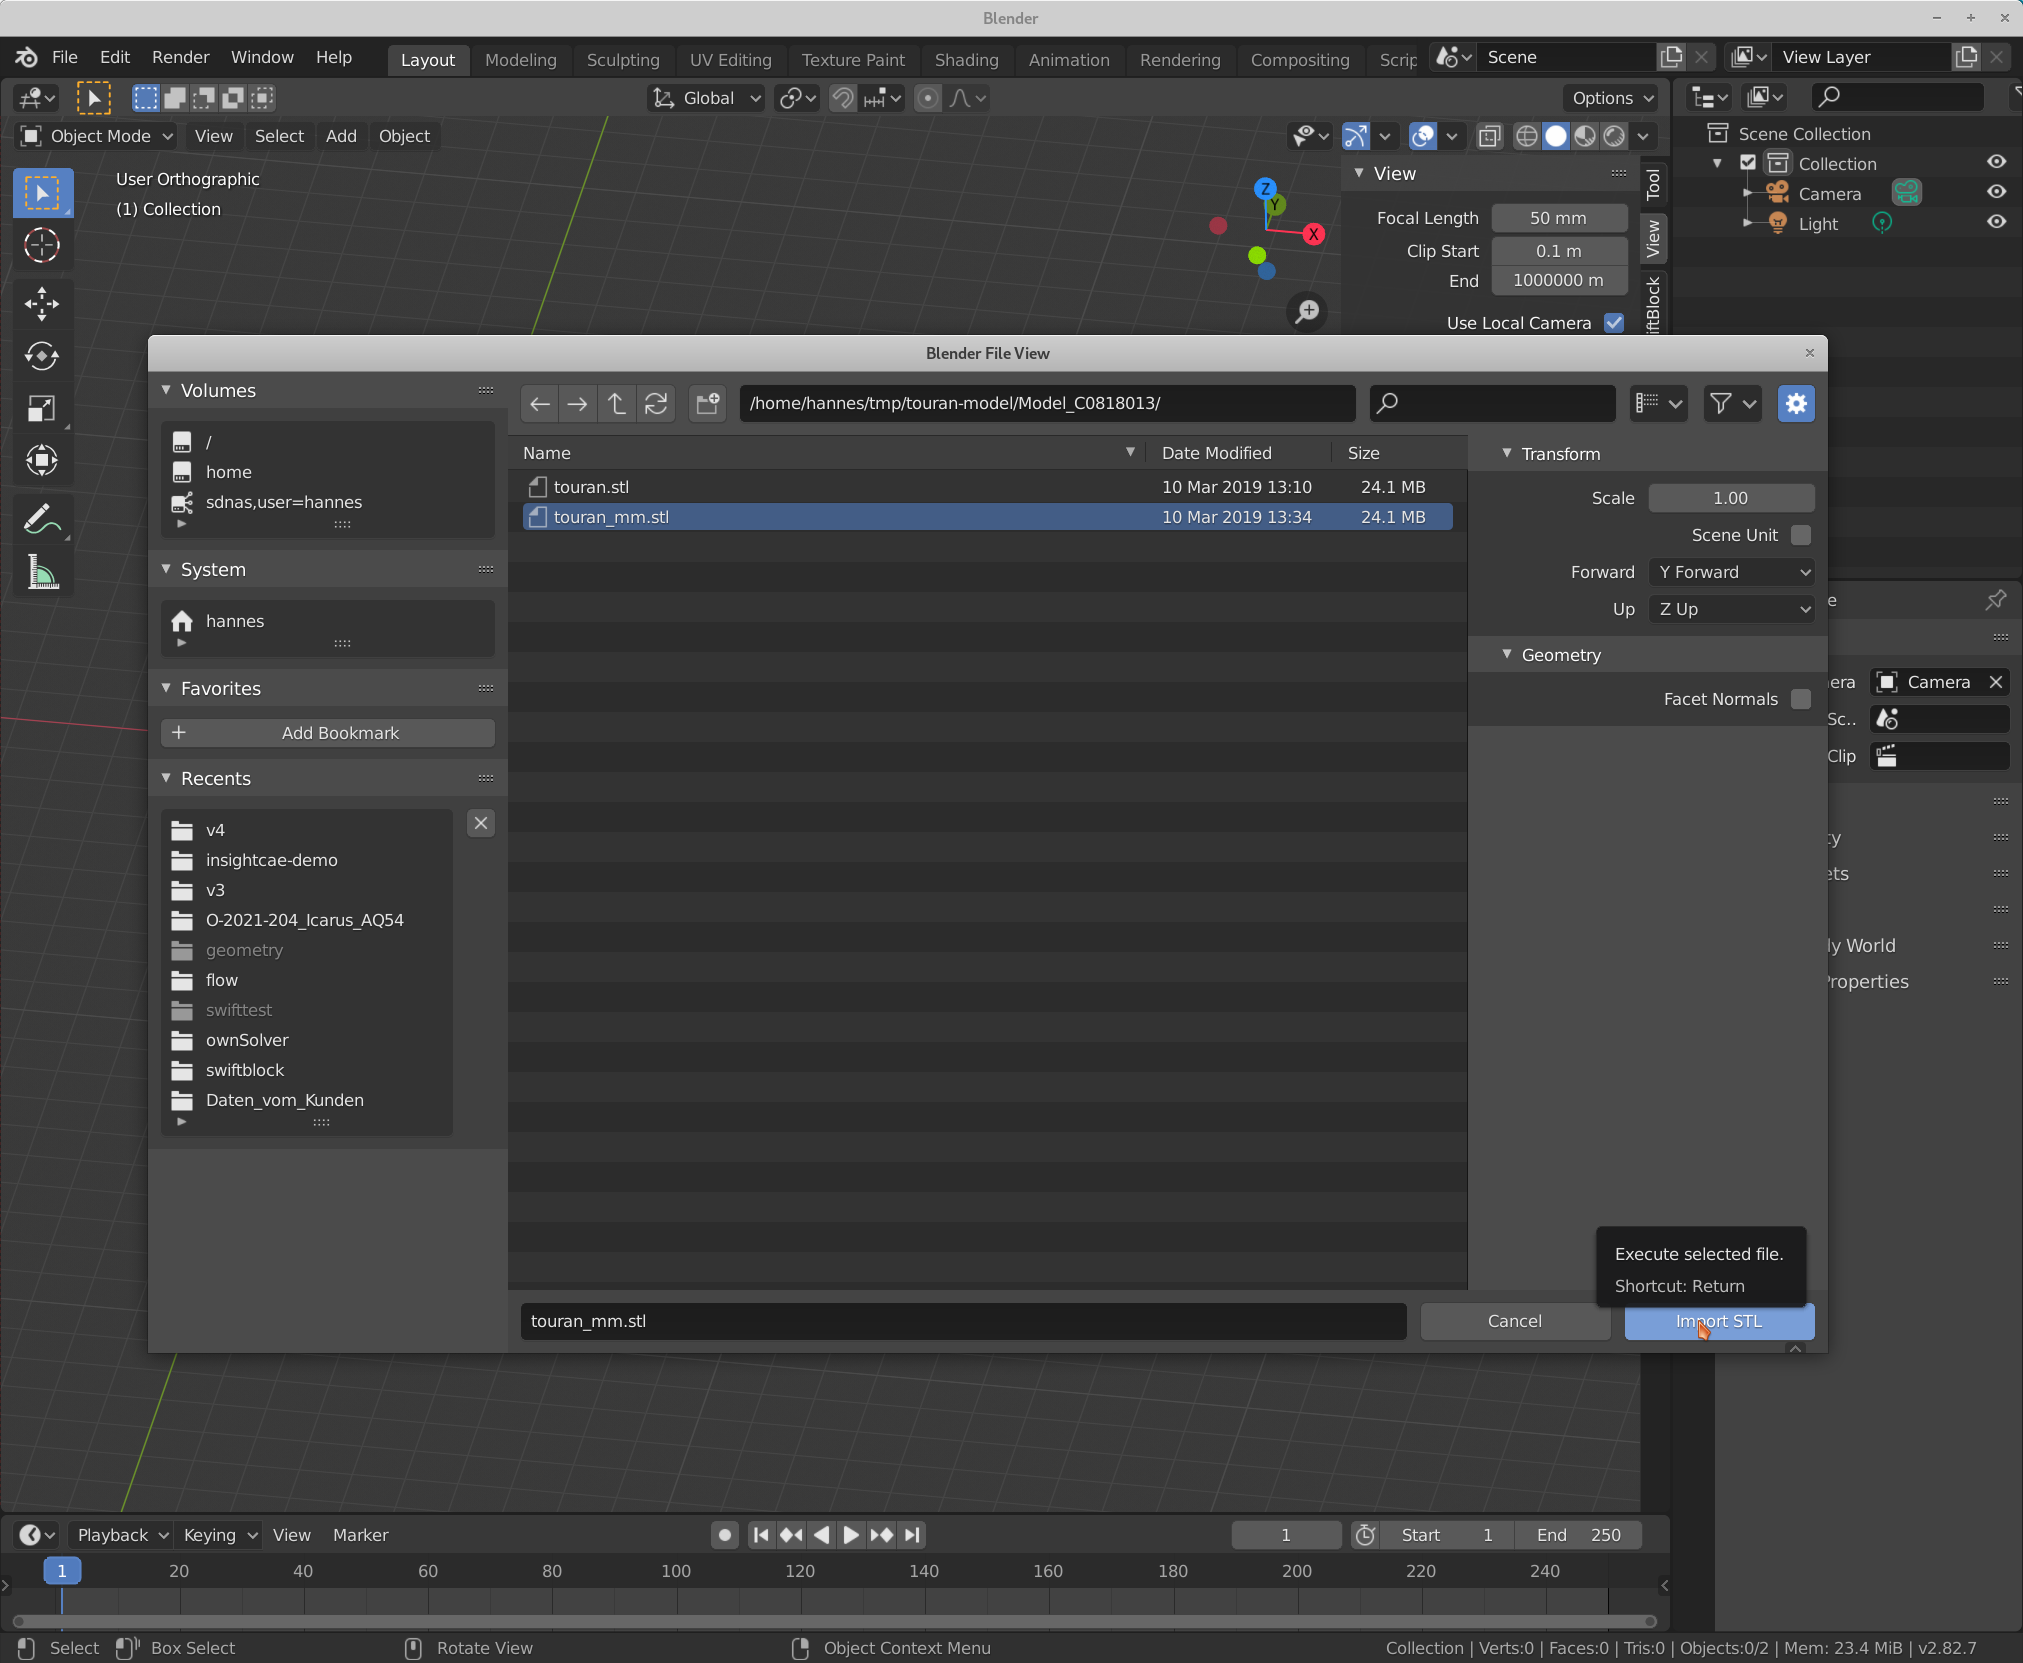 Blender
File Edit Render Window Help Layout Modeling Sculpting UV Editing Texture Paint Shading Animation Rendering Compositing Scrip Scene View Layer
Global Options
Object Mode View Select Add Object
User Orthographic
(1) Collection
Z
Y
X
View
Focal Length 50 mm
Clip Start 0.1 m
End 1000000 m
Use Local Camera
Tool
View
iftBlock
Scene Collection
Collection
Camera
Light
Blender File View
Volumes
/
home
sdnas,user=hannes
System
hannes
Favorites
Add Bookmark
Recents
v4
insightcae-demo
v3
O-2021-204_Icarus_AQ54
geometry
flow
swifttest
ownSolver
swiftblock
Daten_vom_Kunden
/home/hannes/tmp/touran-model/Model_C0818013/
Name Date Modified Size
touran.stl 10 Mar 2019 13:10 24.1 MB
touran_mm.stl 10 Mar 2019 13:34 24.1 MB
Transform
Scale 1.00
Scene Unit
Forward Y Forward
Up Z Up
Geometry
Facet Normals
Execute selected file.
Shortcut: Return
touran_mm.stl Cancel Import STL
e
era Camera
Sc..
Clip
ty
ets
ly World
Properties
Playback Keying View Marker 1 Start 1 End 250
1 20 40 60 80 100 120 140 160 180 200 220 240
Select Box Select Rotate View Object Context Menu Collection | Verts:0 | Faces:0 | Tris:0 | Objects:0/2 | Mem: 23.4 MiB | v2.82.7